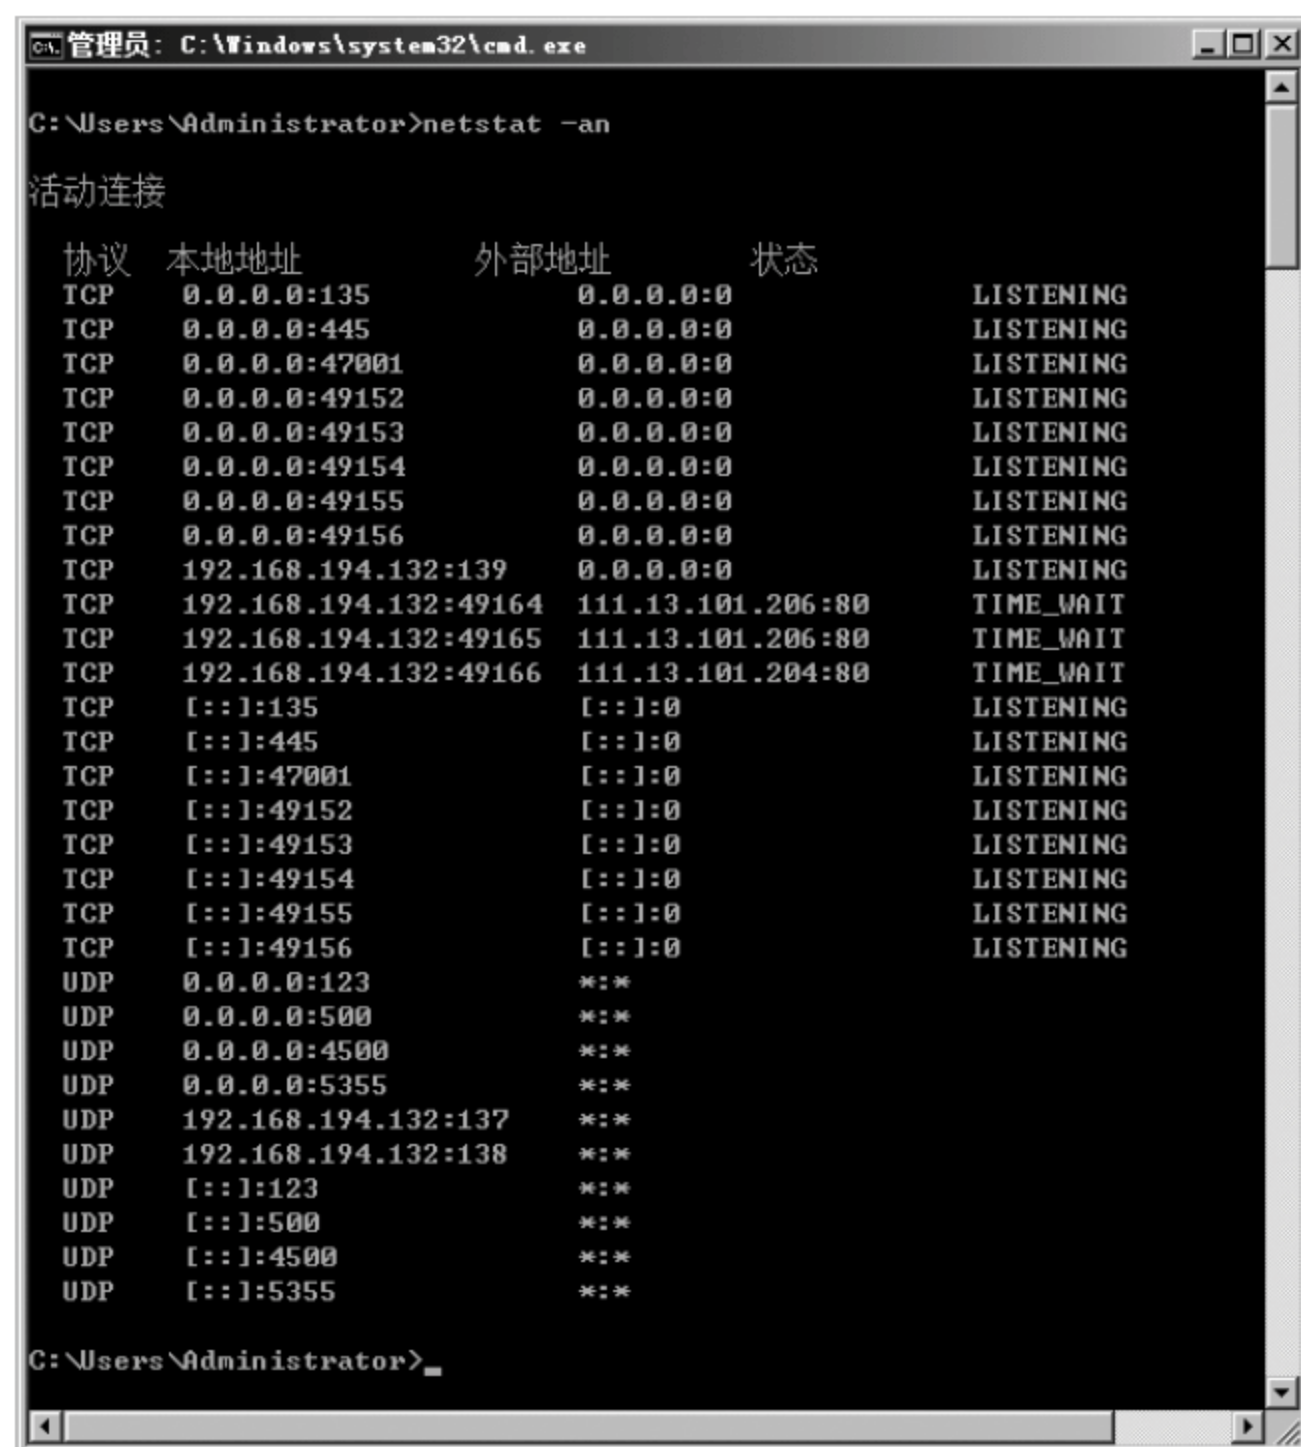 管理员: C:\Windows\system32\cmd.exe
C:\Users\Administrator>netstat -an
活动连接
协议 本地地址 外部地址 状态
TCP 0.0.0.0:135 0.0.0.0:0 LISTENING
TCP 0.0.0.0:445 0.0.0.0:0 LISTENING
TCP 0.0.0.0:47001 0.0.0.0:0 LISTENING
TCP 0.0.0.0:49152 0.0.0.0:0 LISTENING
TCP 0.0.0.0:49153 0.0.0.0:0 LISTENING
TCP 0.0.0.0:49154 0.0.0.0:0 LISTENING
TCP 0.0.0.0:49155 0.0.0.0:0 LISTENING
TCP 0.0.0.0:49156 0.0.0.0:0 LISTENING
TCP 192.168.194.132:139 0.0.0.0:0 LISTENING
TCP 192.168.194.132:49164 111.13.101.206:80 TIME_WAIT
TCP 192.168.194.132:49165 111.13.101.206:80 TIME_WAIT
TCP 192.168.194.132:49166 111.13.101.204:80 TIME_WAIT
TCP [::]:135 [::]:0 LISTENING
TCP [::]:445 [::]:0 LISTENING
TCP [::]:47001 [::]:0 LISTENING
TCP [::]:49152 [::]:0 LISTENING
TCP [::]:49153 [::]:0 LISTENING
TCP [::]:49154 [::]:0 LISTENING
TCP [::]:49155 [::]:0 LISTENING
TCP [::]:49156 [::]:0 LISTENING
UDP 0.0.0.0:123 *:*
UDP 0.0.0.0:500 *:*
UDP 0.0.0.0:4500 *:*
UDP 0.0.0.0:5355 *:*
UDP 192.168.194.132:137 *:*
UDP 192.168.194.132:138 *:*
UDP [::]:123 *:*
UDP [::]:500 *:*
UDP [::]:4500 *:*
UDP [::]:5355 *:*
C:\Users\Administrator>_